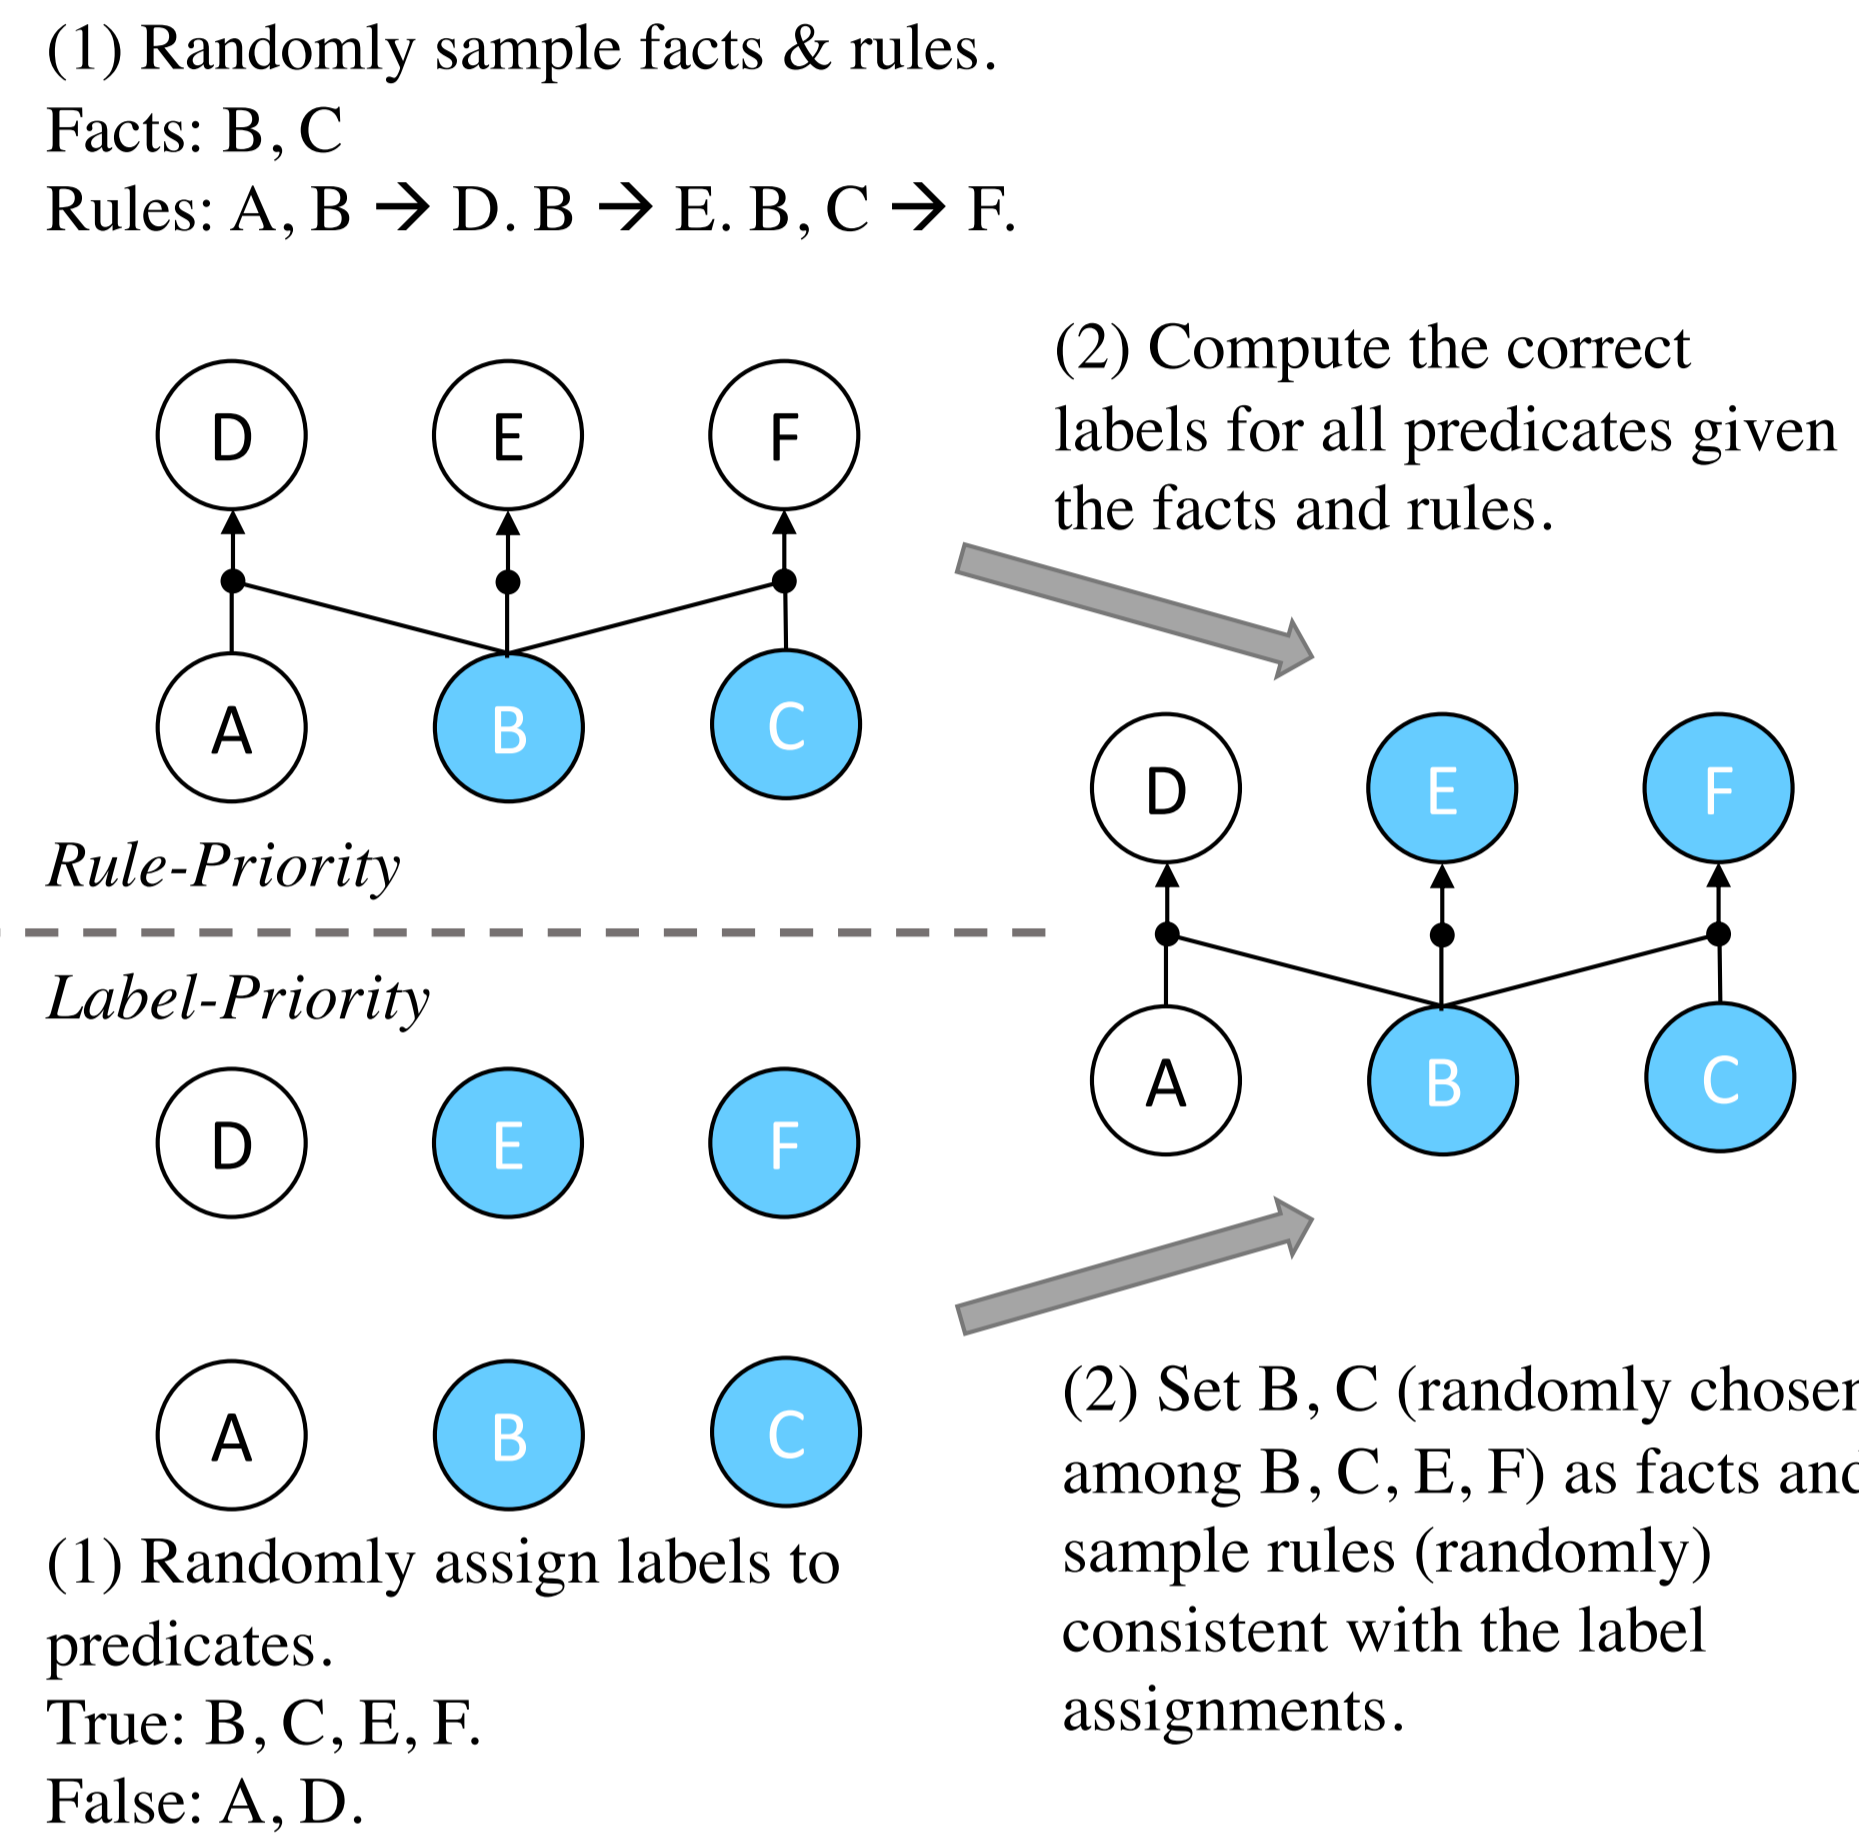 (1) Randomly sample facts & rules.
Facts: B, C
Rules: A, B → D. B → E. B, C → F.
(2) Compute the correct
labels for all predicates given
the facts and rules.
D E F
A B C
Rule-Priority
D E F
A B C
Label-Priority
D E F
A B C
(1) Randomly assign labels to
predicates.
True: B, C, E, F.
False: A, D.
(2) Set B, C (randomly chosen
among B, C, E, F) as facts and
sample rules (randomly)
consistent with the label
assignments.